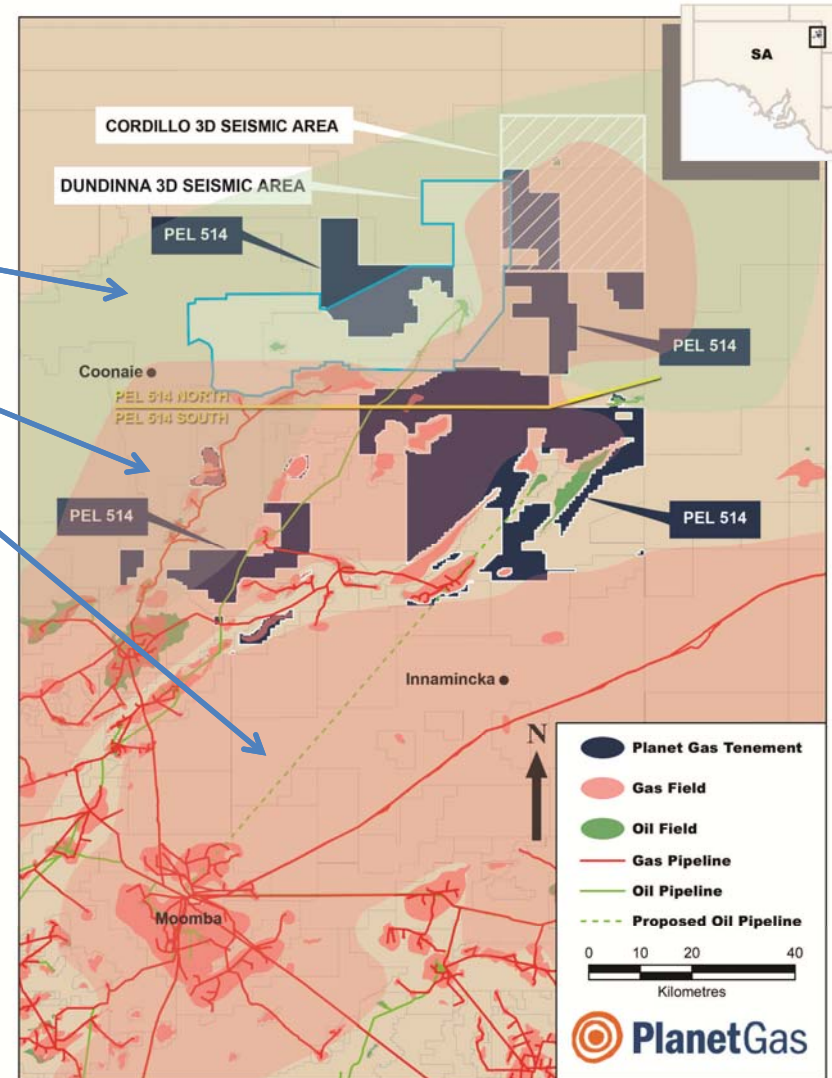 SA
CORDILLO 3D SEISMIC AREA
DUNDINNA 3D SEISMIC AREA
PEL 514
PEL 514
Coonaie
PEL 514 NORTH
PEL 514 SOUTH
PEL 514
PEL 514
Innamincka
N
Moomba
Planet Gas Tenement
Gas Field
Oil Field
Gas Pipeline
Oil Pipeline
Proposed Oil Pipeline
0 10 20 40
Kilometres
PlanetGas